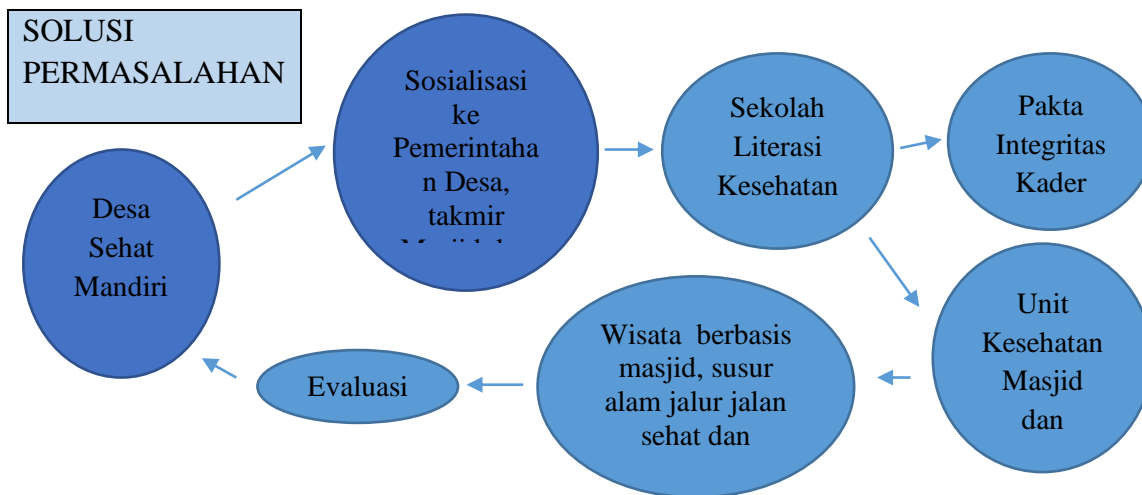 SOLUSI
PERMASALAHAN
Sosialisasi
ke
Pemerintaha
n Desa,
takmir
Sekolah
Literasi
Kesehatan
Pakta
Integritas
Kader
Desa
Sehat
Mandiri
Unit
Kesehatan
Masjid
dan
Wisata berbasis
masjid, susur
alam jalur jalan
sehat dan
Evaluasi